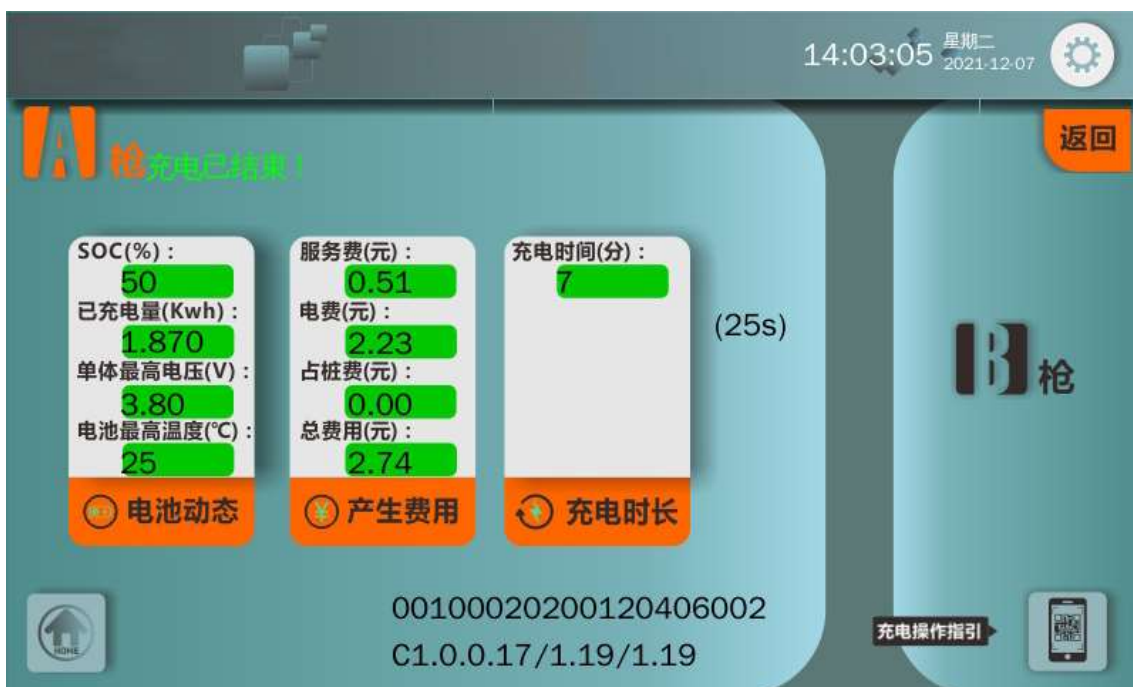 14:03:05
星期二
2021-12-07
返回
A枪充电已结束！
SOC(%)：
50
已充电量(Kwh)：
1.870
单体最高电压(V)：
3.80
电池最高温度(℃)：
25
电池动态
服务费(元)：
0.51
电费(元)：
2.23
占桩费(元)：
0.00
总费用(元)：
2.74
¥ 产生费用
充电时间(分)：
7
充电时长
(25s)
B枪
HOME
00100020200120406002
C1.0.0.17/1.19/1.19
充电操作指引